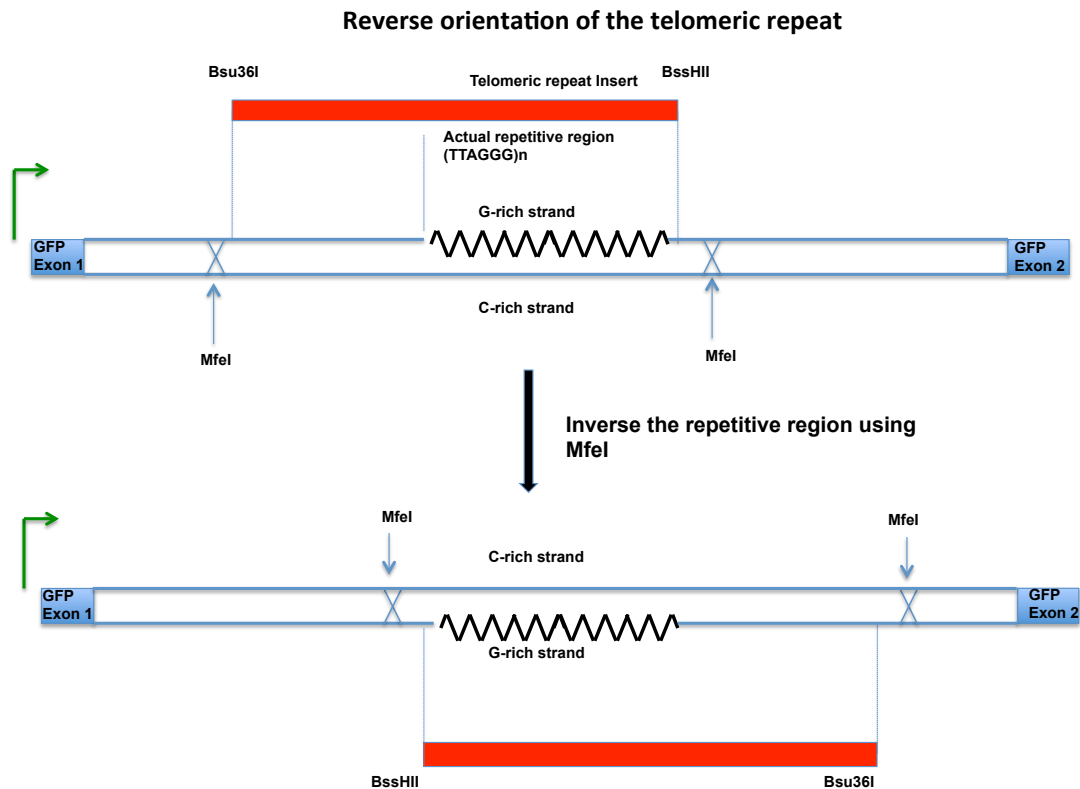 Reverse orientation of the telomeric repeat
Bsu36I
BssHII
Telomeric repeat Insert
Actual repetitive region
(TTAGGG)n
G-rich strand
GFP
Exon 1
GFP
Exon 2
C-rich strand
MfeI
MfeI
Inverse the repetitive region using
MfeI
MfeI
MfeI
C-rich strand
GFP
Exon 1
GFP
Exon 2
G-rich strand
BssHII
Bsu36I